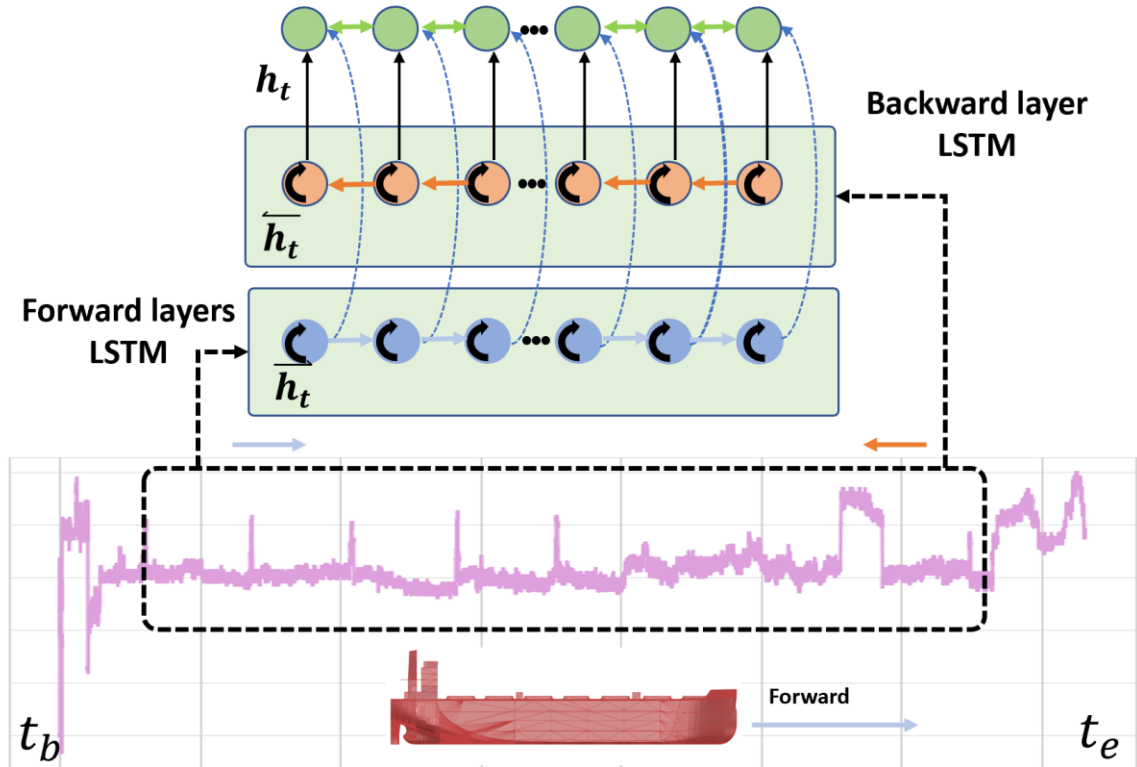 h_t
Backward layer
LSTM
•••
•••
h_t
Forward layers
LSTM
•••
h_t
Forward
t_b
t_e